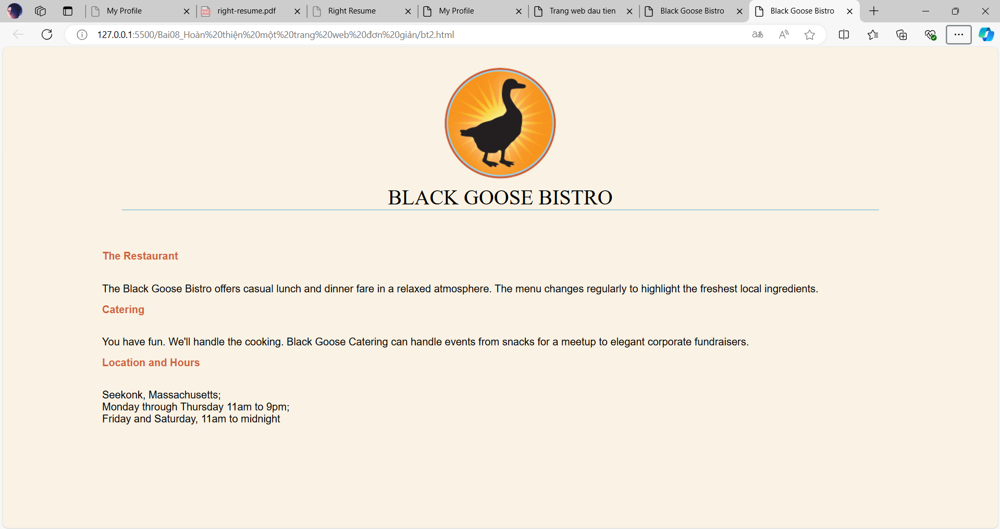 My Profile
right-resume.pdf
Right Resume
My Profile
Trang web dau tien
Black Goose Bistro
Black Goose Bistro
127.0.0.1:5500/Bai08_Hoàn%20thiện%20một%20trang%20web%20đơn%20giản/bt2.html
BLACK GOOSE BISTRO
The Restaurant
The Black Goose Bistro offers casual lunch and dinner fare in a relaxed atmosphere. The menu changes regularly to highlight the freshest local ingredients.
Catering
You have fun. We'll handle the cooking. Black Goose Catering can handle events from snacks for a meetup to elegant corporate fundraisers.
Location and Hours
Seekonk, Massachusetts;
Monday through Thursday 11am to 9pm;
Friday and Saturday, 11am to midnight